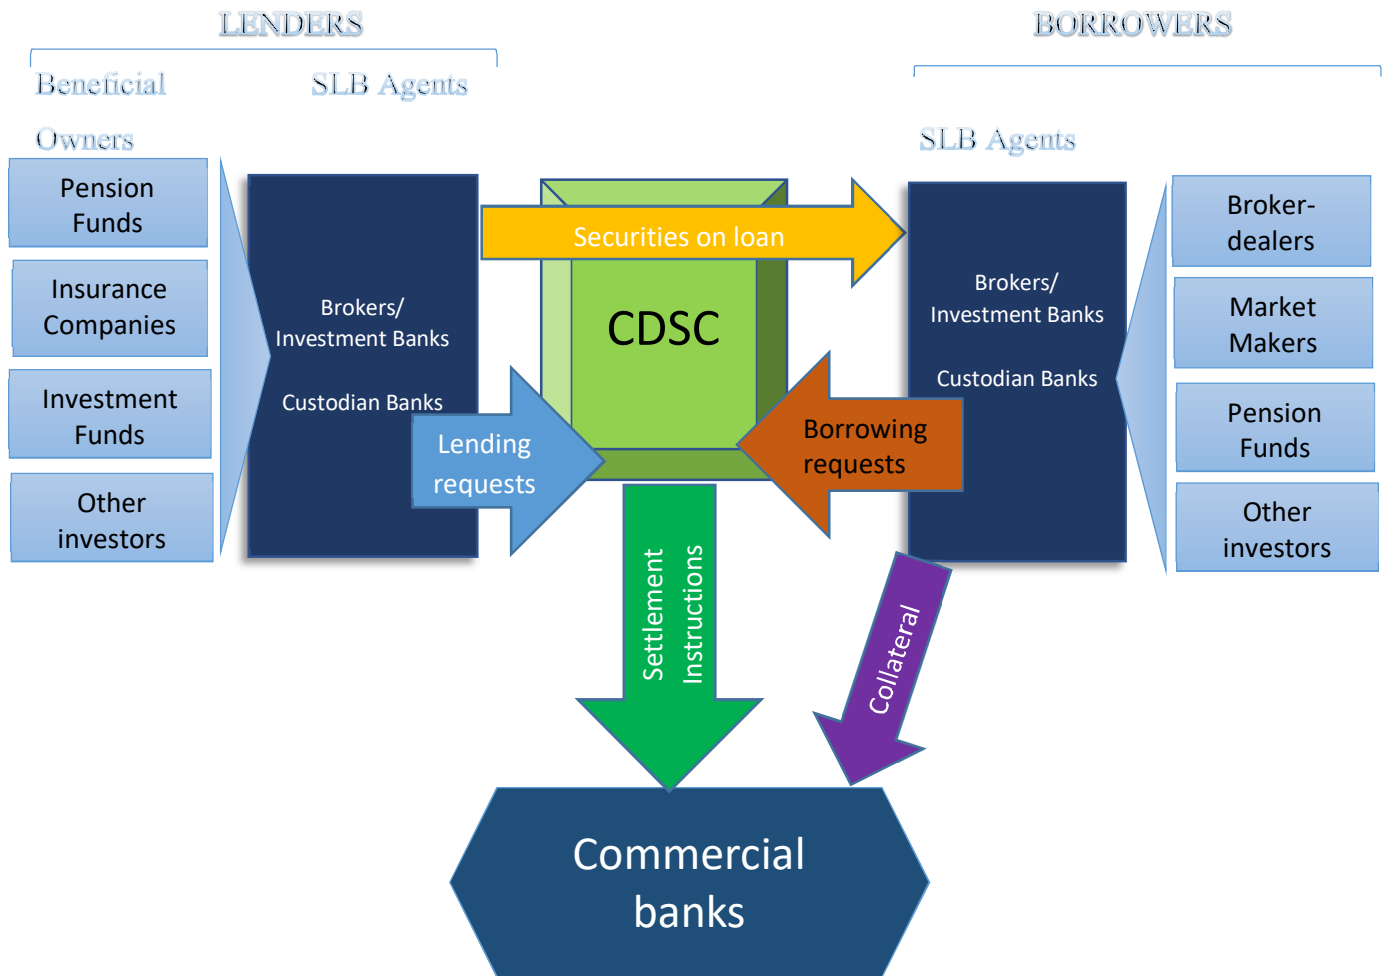 LENDERS
BORROWERS
Beneficial
Owners
SLB Agents
SLB Agents
Pension
Funds
Insurance
Companies
Investment
Funds
Other
investors
Brokers/
Investment Banks
Custodian Banks
Securities on loan
CDSC
Lending
requests
Borrowing
requests
Brokers/
Investment Banks
Custodian Banks
Broker-
dealers
Market
Makers
Pension
Funds
Other
investors
Settlement
Instructions
Collateral
Commercial
banks